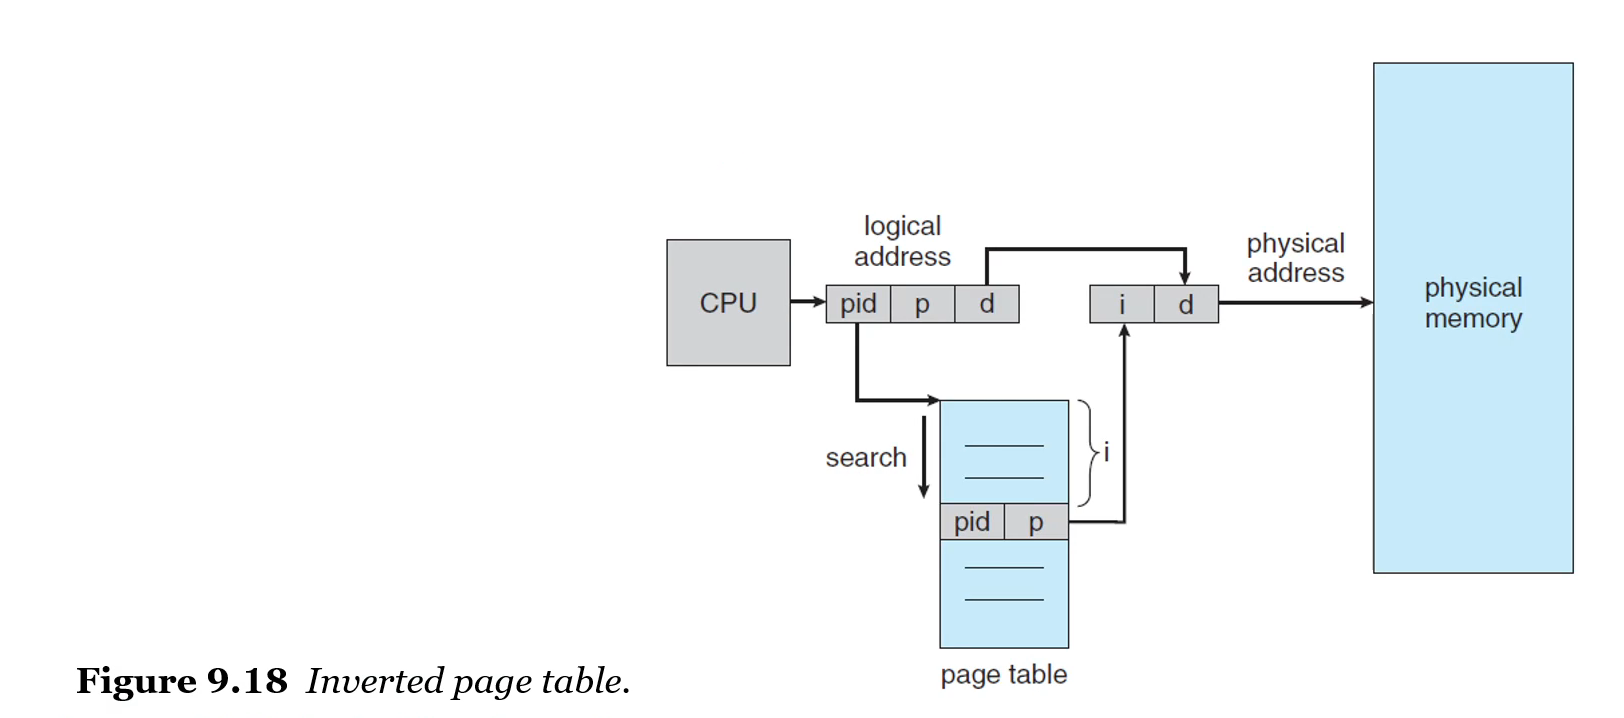 logical
address
physical
address
CPU
pid p d
i d
physical
memory
search
i
pid p
page table
Figure 9.18 Inverted page table.